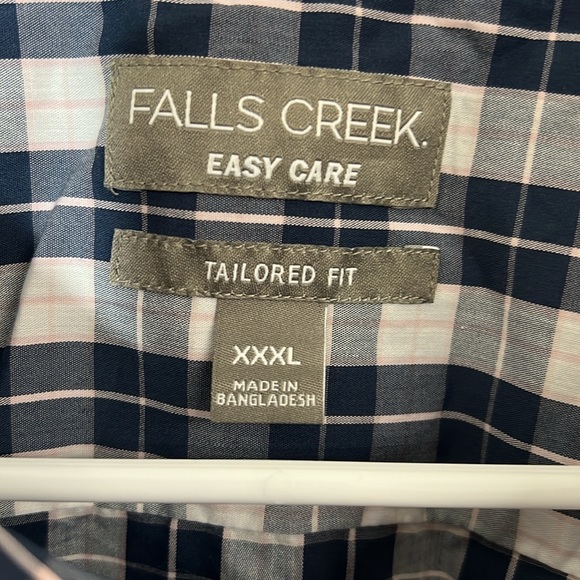 FALLS CREEK.
EASY CARE
TAILORED FIT
XXXL
MADE IN
BANGLADESH